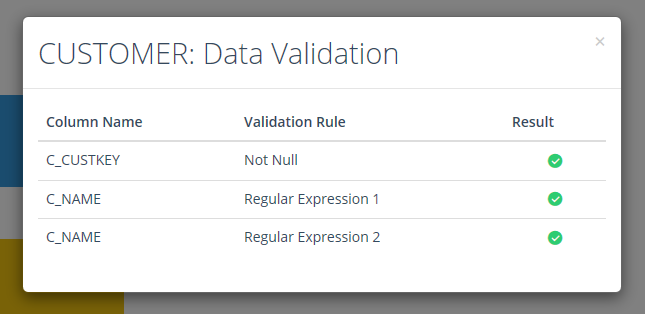 CUSTOMER: Data Validation
×
Column Name Validation Rule Result
C_CUSTKEY Not Null
C_NAME Regular Expression 1
C_NAME Regular Expression 2